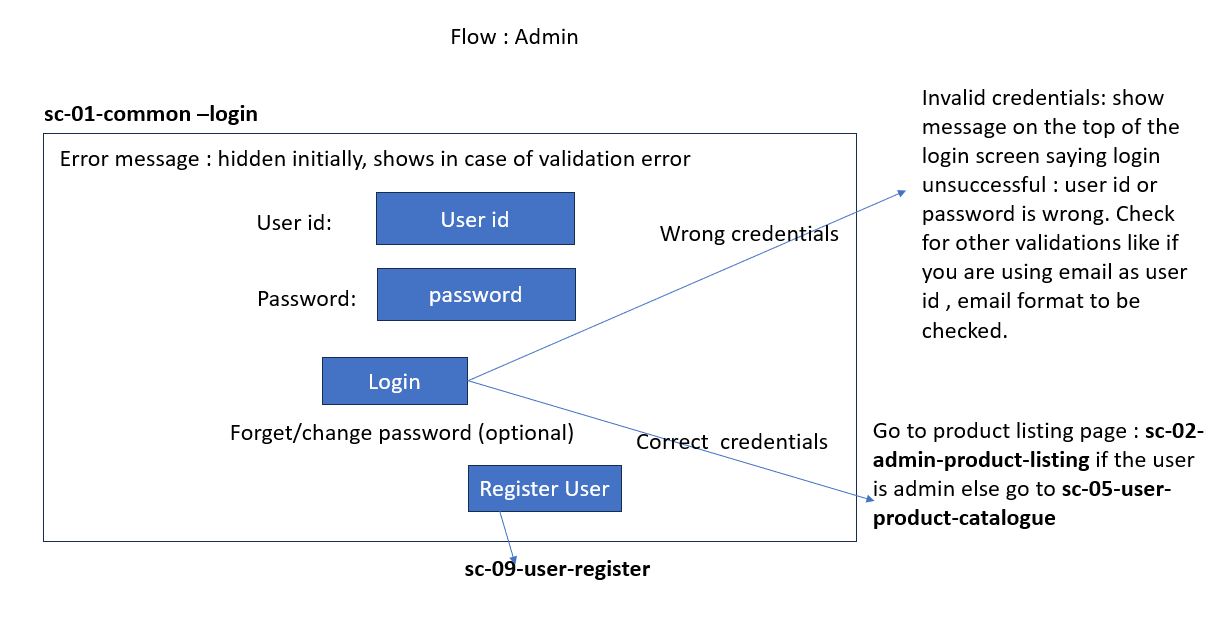 Flow : Admin
sc-01-common –login
Error message : hidden initially, shows in case of validation error
User id:
User id
Wrong credentials
Password:
password
Login
Forget/change password (optional)
Correct  credentials
Register User
sc-09-user-register
Invalid credentials: show
message on the top of the
login screen saying login
unsuccessful : user id or
password is wrong. Check
for other validations like if
you are using email as user
id , email format to be
checked.
Go to product listing page : sc-02-
admin-product-listing if the user
is admin else go to sc-05-user-
product-catalogue